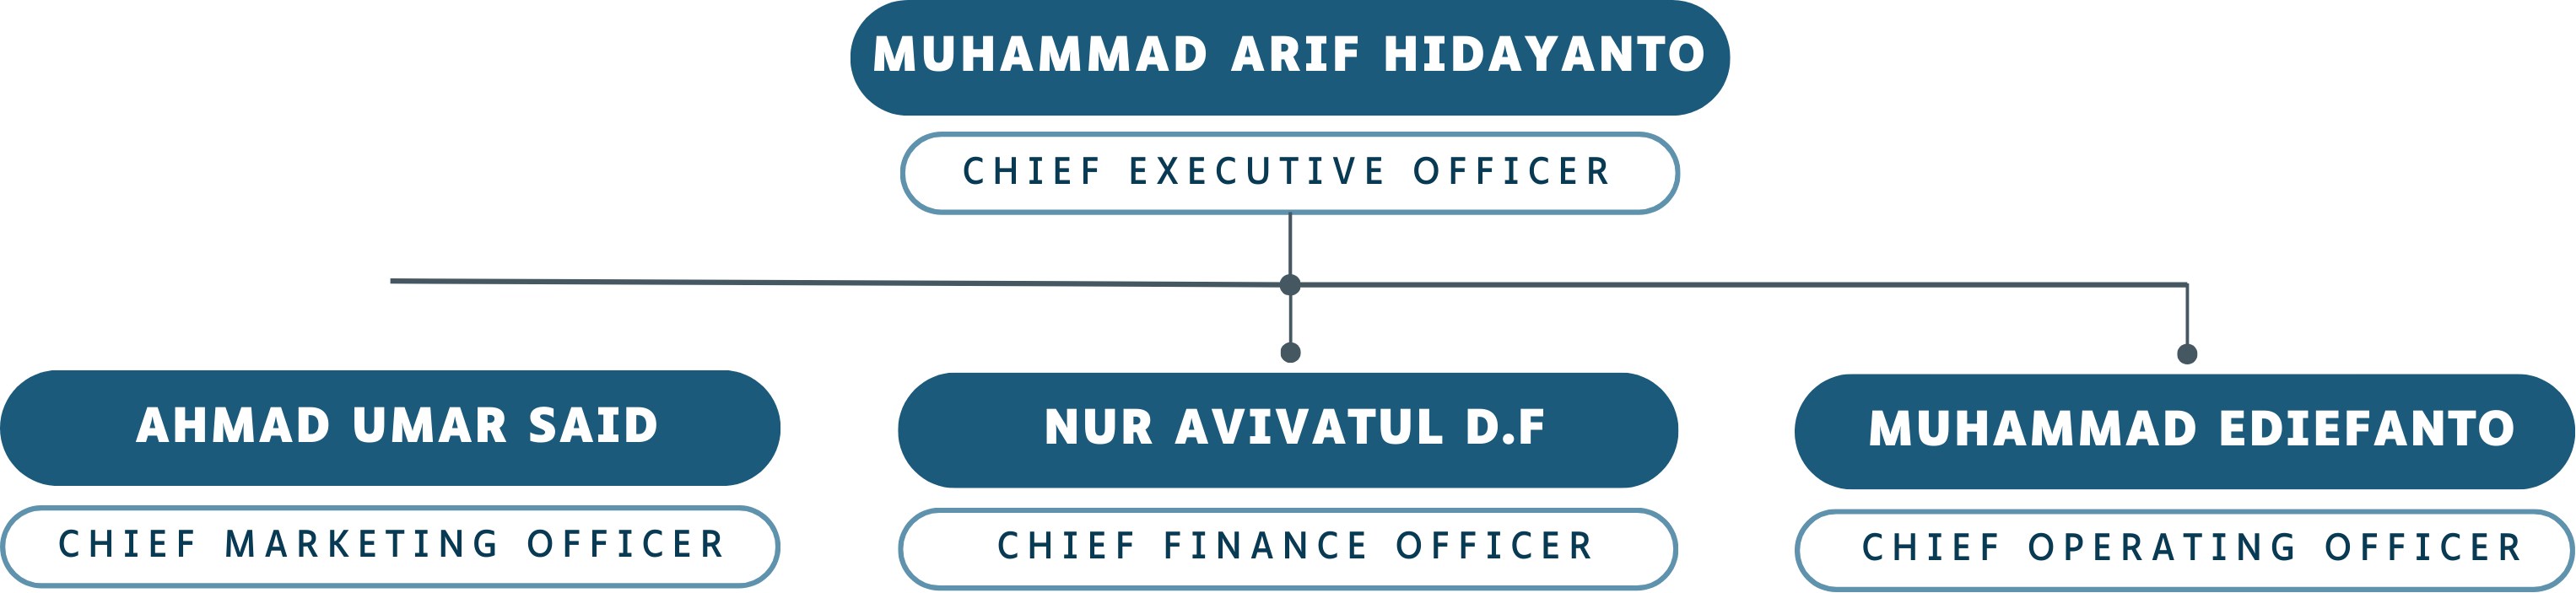 MUHAMMAD ARIF HIDAYANTO
CHIEF EXECUTIVE OFFICER
AHMAD UMAR SAID
CHIEF MARKETING OFFICER
NUR AVIVATUL D.F
CHIEF FINANCE OFFICER
MUHAMMAD EDIEFANTO
CHIEF OPERATING OFFICER